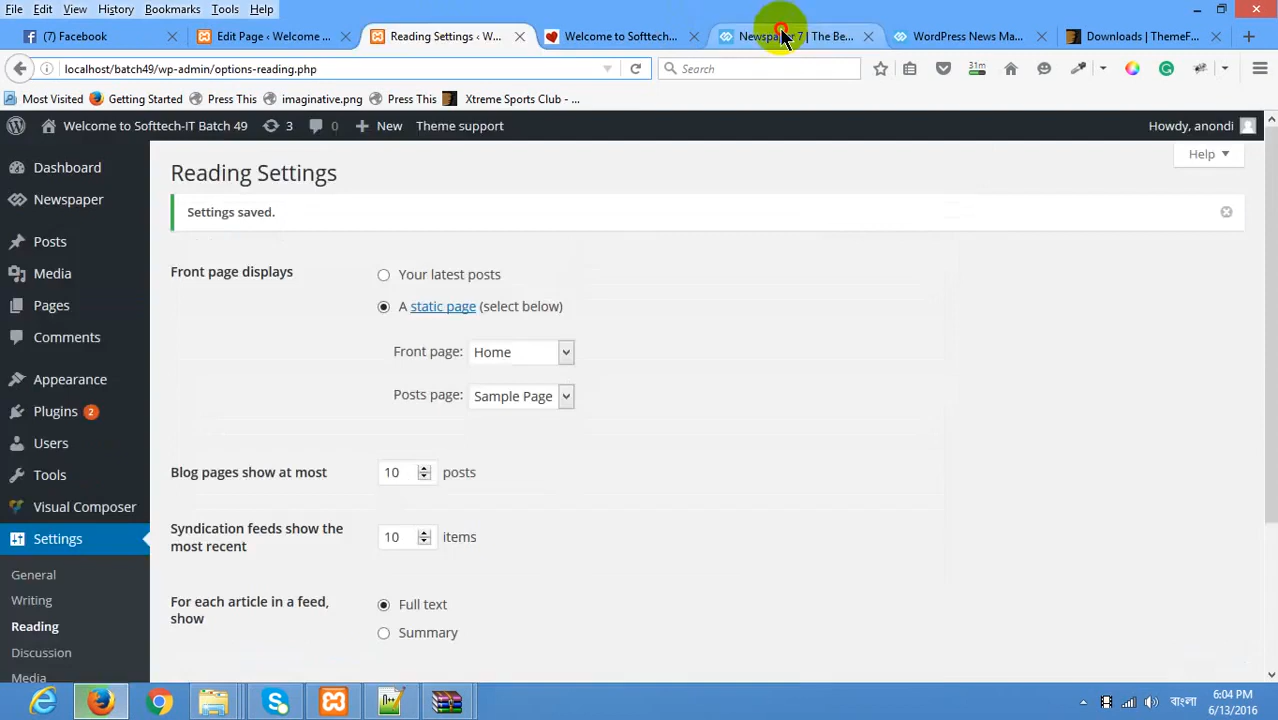 File Edit View History Bookmarks Tools Help
(7) Facebook
Edit Page ‹ Welcome ...
Reading Settings ‹ W...
Welcome to Softtech...
Newspaper 7 | The Be...
WordPress News Ma...
Downloads | ThemeF...
localhost/batch49/wp-admin/options-reading.php
Search
31m
Most Visited Getting Started Press This imaginative.png Press This Xtreme Sports Club - ...
Welcome to Softtech-IT Batch 49 3 0 New Theme support Howdy, anondi
Help
Dashboard
Newspaper
Posts
Media
Pages
Comments
Appearance
Plugins 2
Users
Tools
Visual Composer
Settings
General
Writing
Reading
Discussion
Media
Reading Settings
Settings saved.
Front page displays
Your latest posts
A static page (select below)
Front page: Home
Posts page: Sample Page
Blog pages show at most 10 posts
Syndication feeds show the most recent 10 items
For each article in a feed, show
Full text
Summary
বাংলা
6:04 PM
6/13/2016